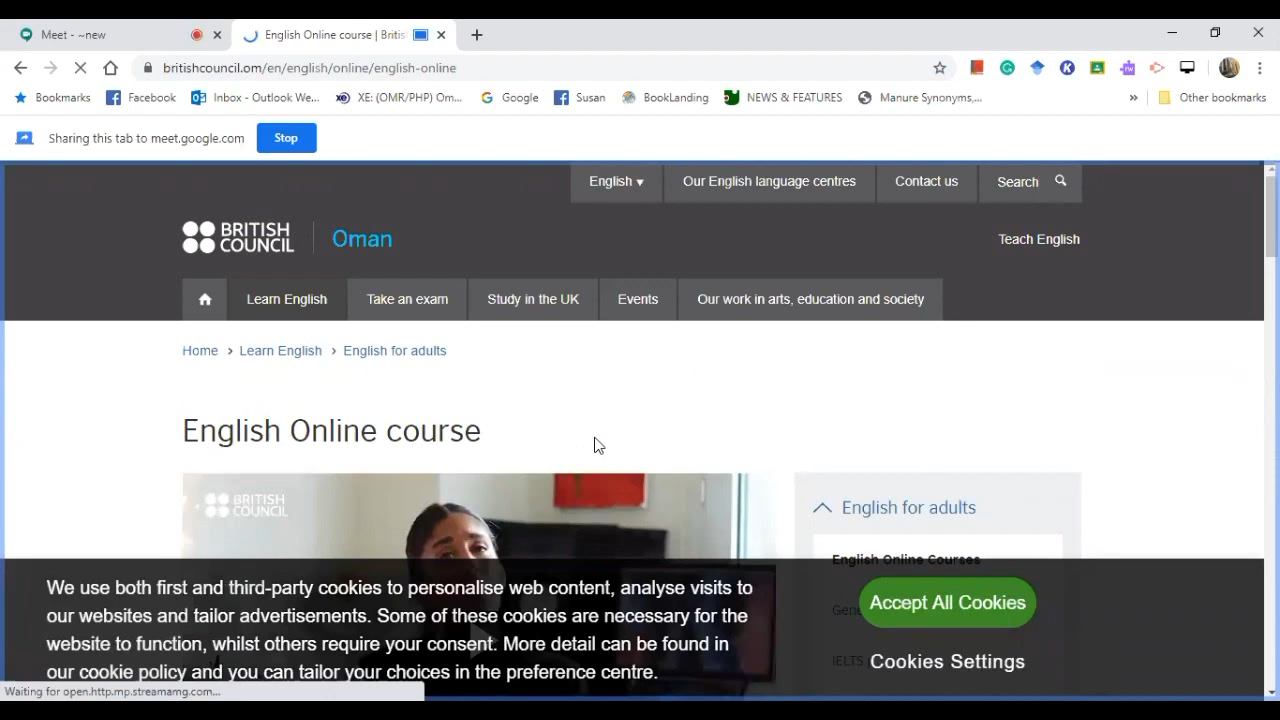 Meet - ~new
English Online course | Britis
britishcouncil.om/en/english/online/english-online
Bookmarks Facebook Inbox - Outlook We... XE: (OMR/PHP) Om... Google Susan BookLanding NEWS & FEATURES Manure Synonyms,... » Other bookmarks
Sharing this tab to meet.google.com Stop
English ▾ Our English language centres Contact us Search
BRITISH
COUNCIL
Oman
Teach English
Learn English Take an exam Study in the UK Events Our work in arts, education and society
Home › Learn English › English for adults
English Online course
BRITISH
COUNCIL
English for adults
English Online Courses
Gene
IELTS
We use both first and third-party cookies to personalise web content, analyse visits to
our websites and tailor advertisements. Some of these cookies are necessary for the
website to function, whilst others require your consent. More detail can be found in
our cookie policy and you can tailor your choices in the preference centre.
Accept All Cookies
Cookies Settings
Waiting for open.http.mp.streamamg.com...